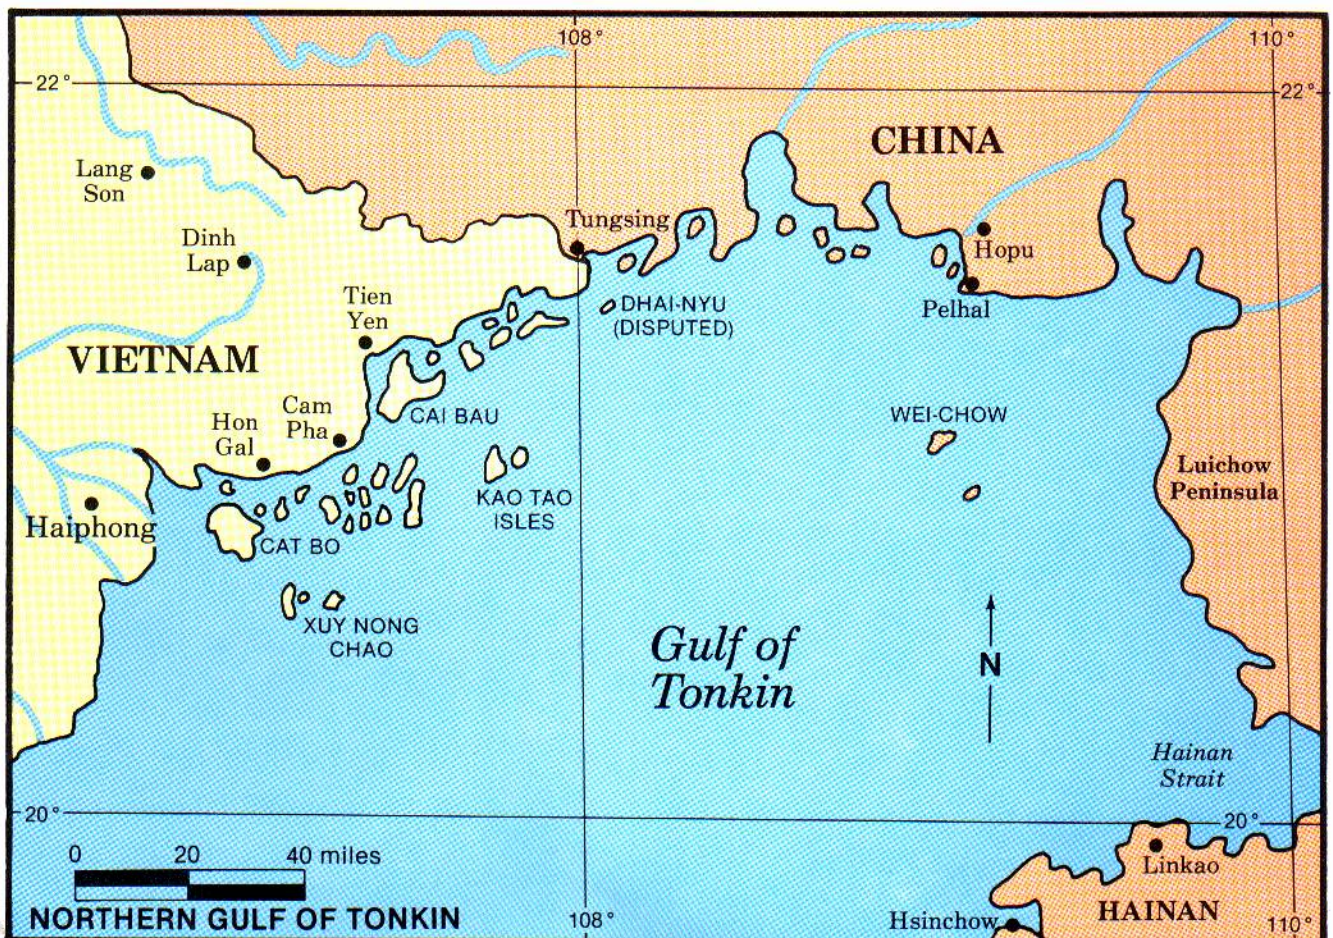 108°
110°
22°
22°
CHINA
Lang
Son
Tungsing
Dinh
Lap
Hopu
Tien
Yen
DHAI-NYU
(DISPUTED)
Pelhal
VIETNAM
Cam
Pha
CAI BAU
WEI-CHOW
Hon
Gal
Luichow
Peninsula
KAO TAO
ISLES
Haiphong
CAT BO
XUY NONG
CHAO
Gulf of
Tonkin
N
Hainan
Strait
20°
20°
0 20 40 miles
Linkao
NORTHERN GULF OF TONKIN
108°
Hsinchow
HAINAN
110°